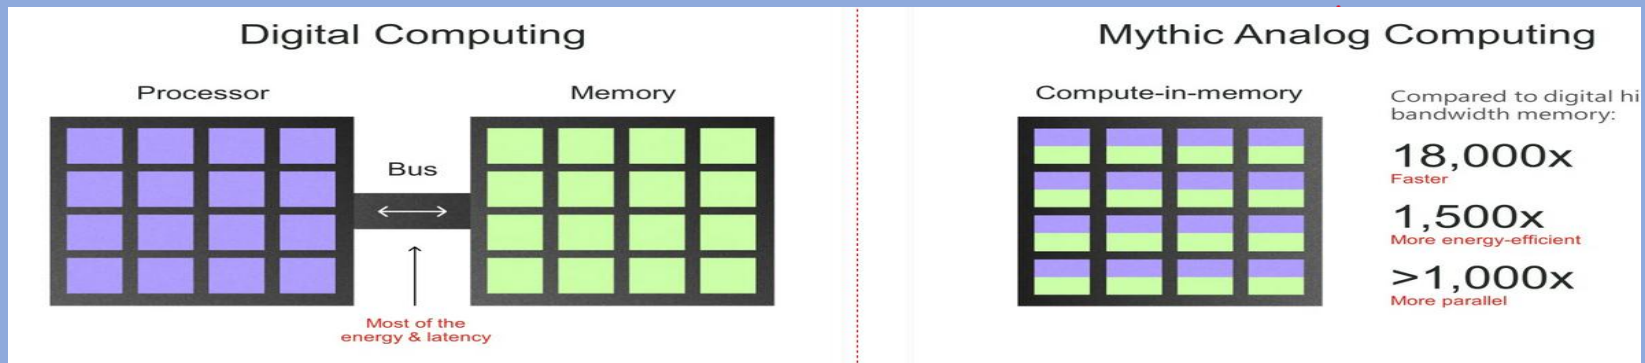 Digital Computing
Processor
Memory
Bus
Most of the
energy & latency
Mythic Analog Computing
Compute-in-memory
Compared to digital hi
bandwidth memory:
18,000x
Faster
1,500x
More energy-efficient
>1,000x
More parallel